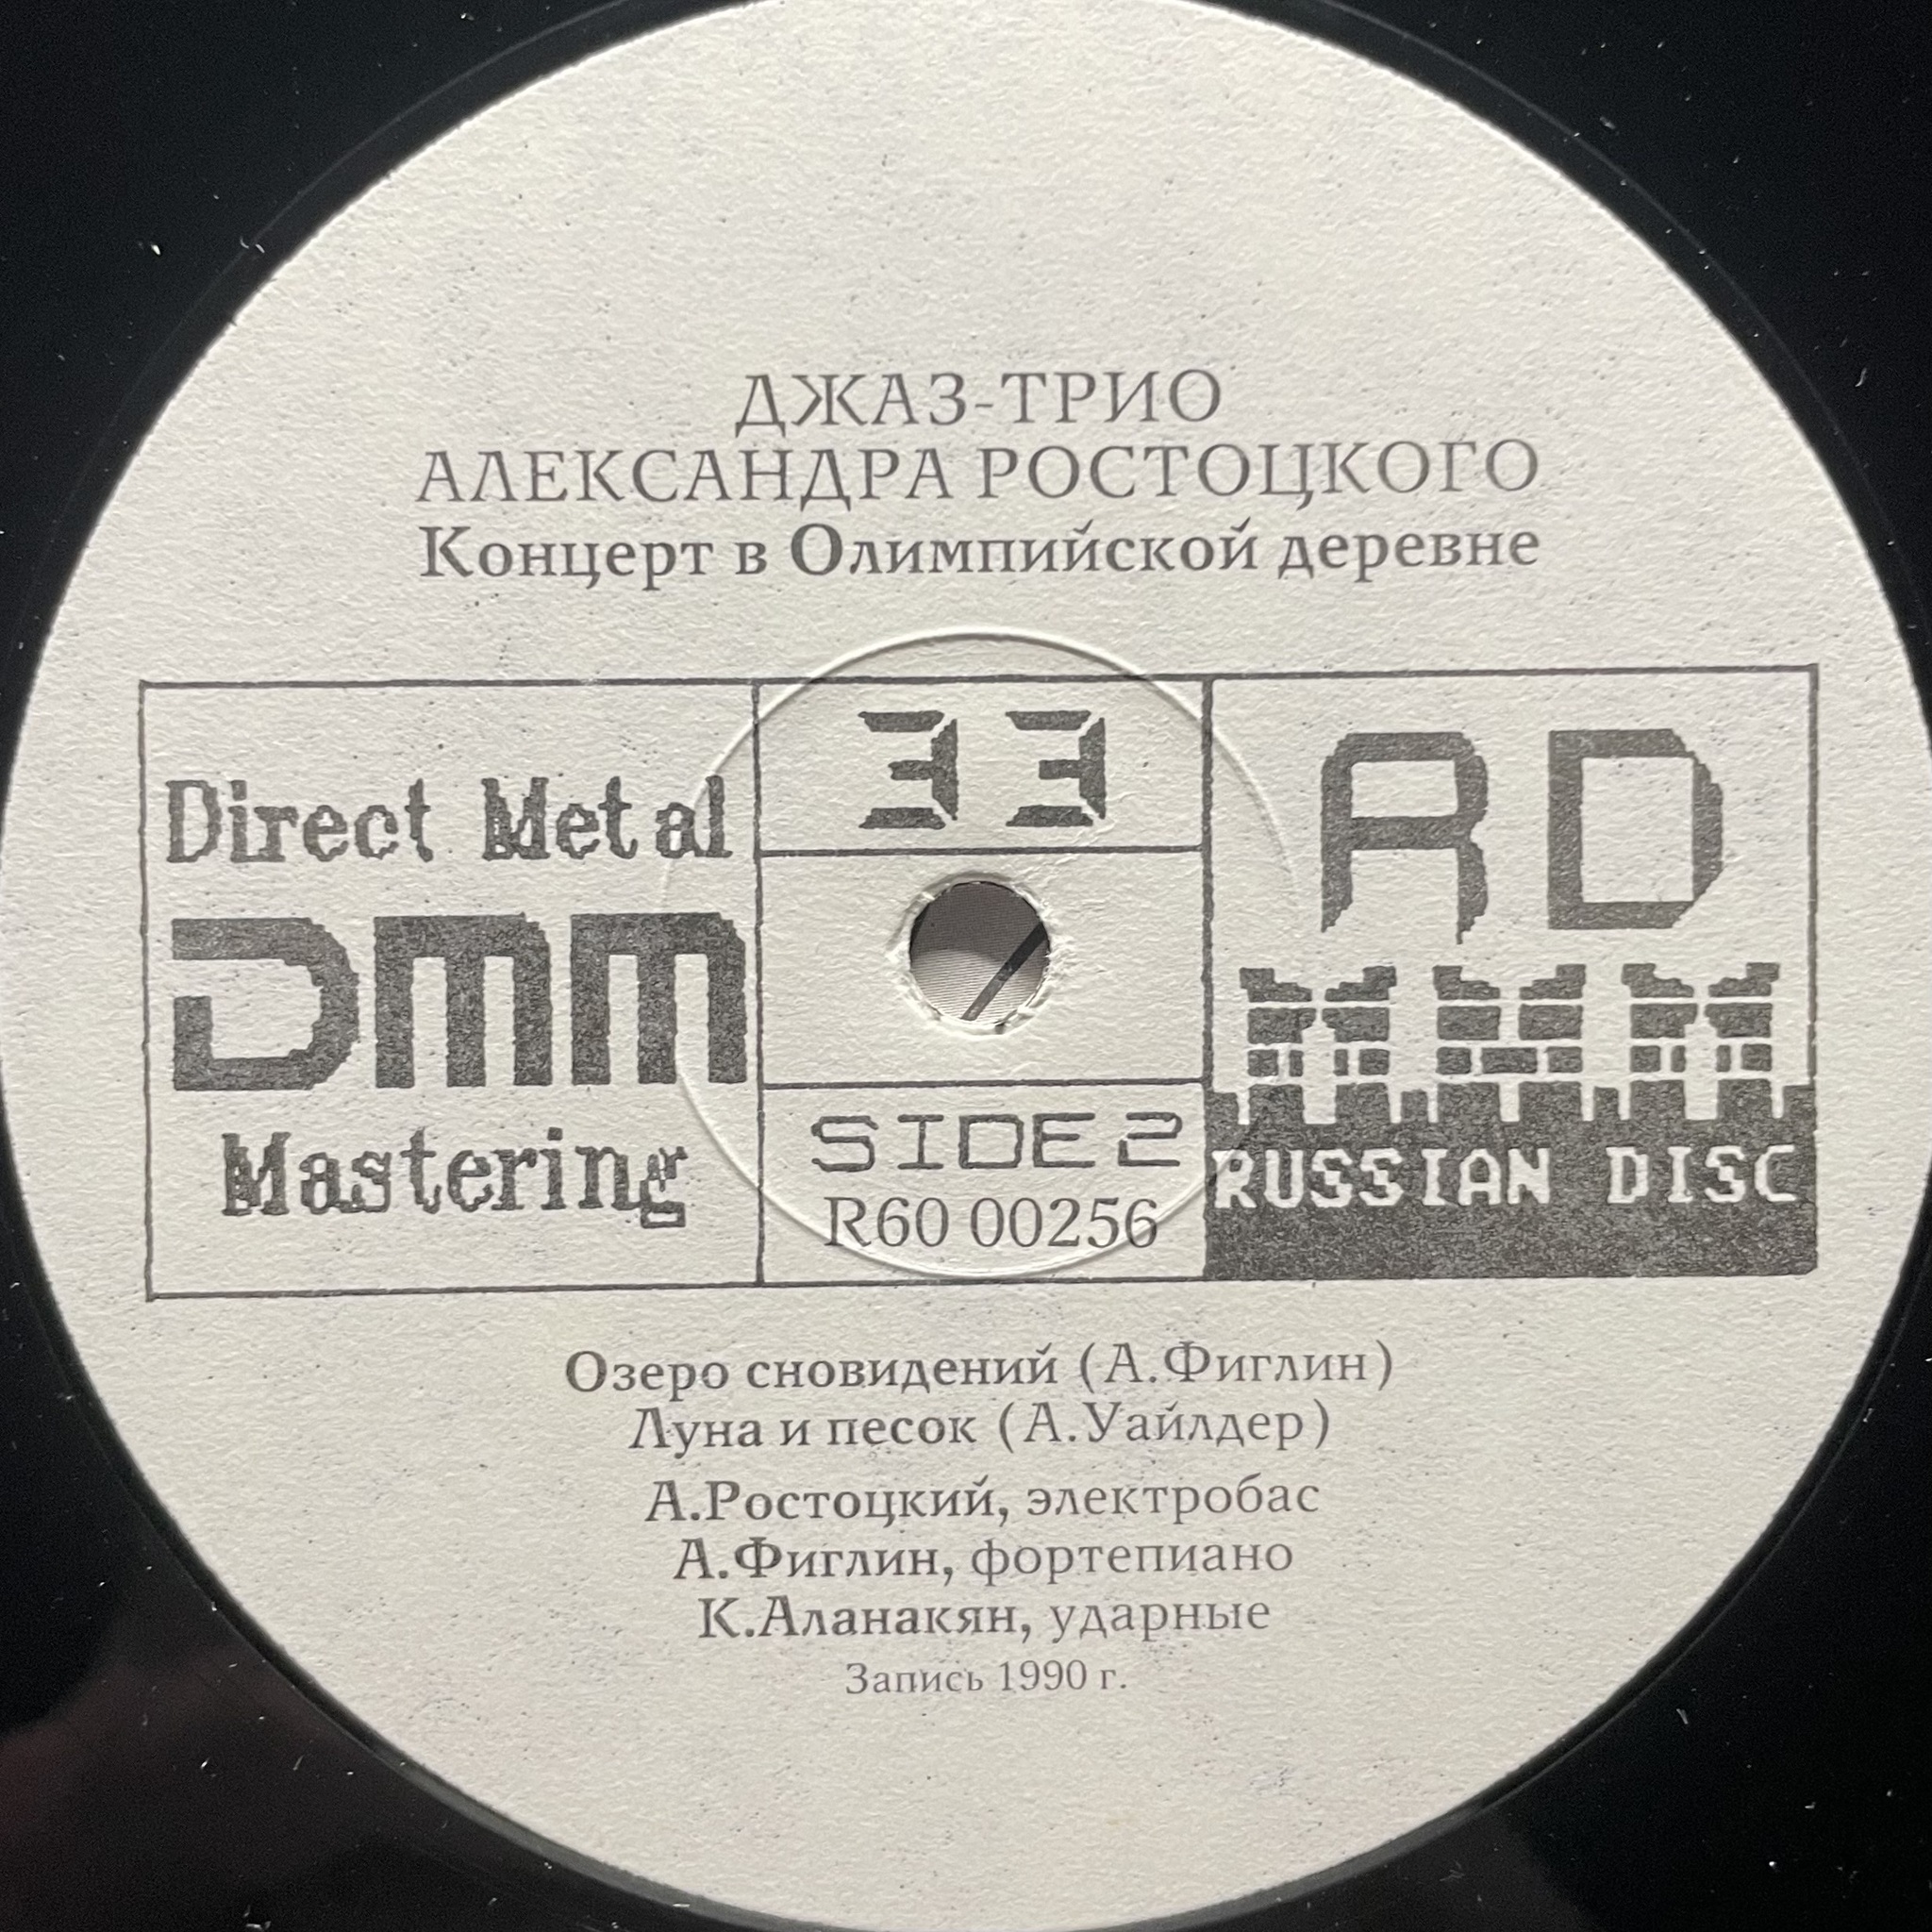 ДЖАЗ-ТРИО
АЛЕКСАНДРА РОСТОЦКОГО
Концерт в Олимпийской деревне
Direct Metal
DMM
Mastering
33
SIDE 2
R60 00256
RD
RUSSIAN DISC
Озеро сновидений (А.Фиглин)
Луна и песок (А.Уайлдер)
А.Ростоцкий, электробас
А.Фиглин, фортепиано
К.Аланакян, ударные
Запись 1990 г.